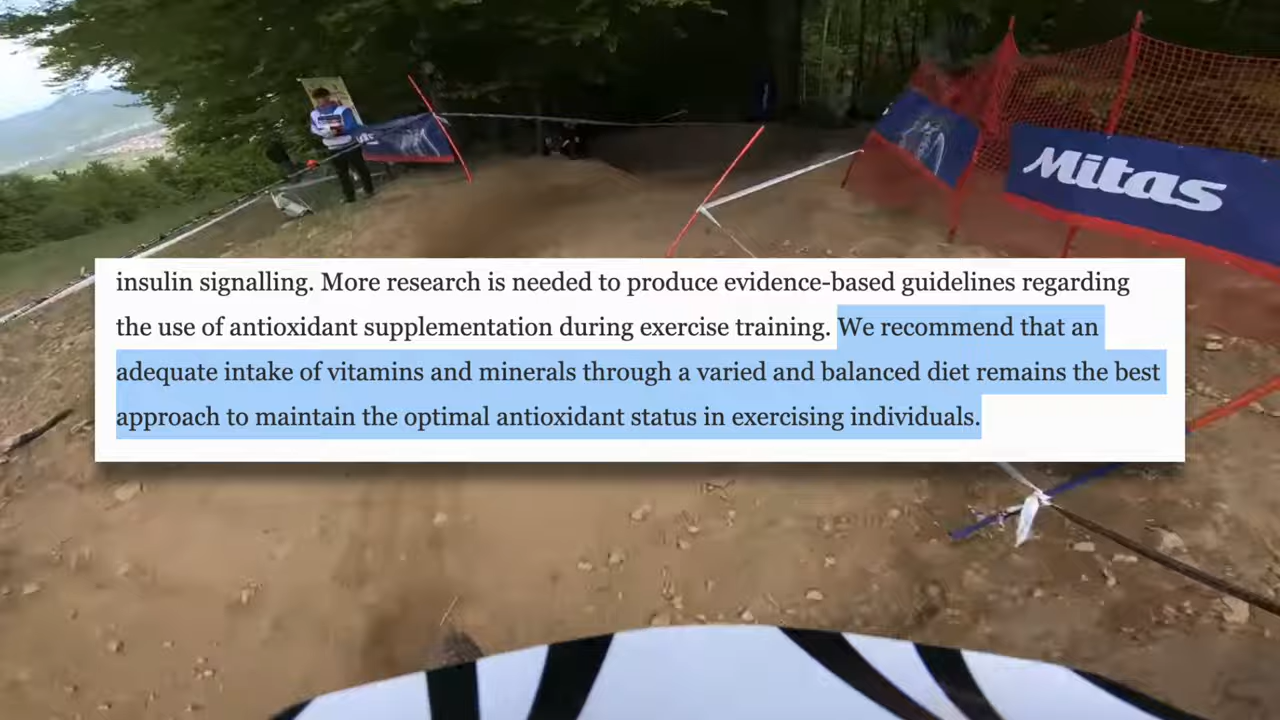 Mitas
insulin signalling. More research is needed to produce evidence-based guidelines regarding
the use of antioxidant supplementation during exercise training. We recommend that an
adequate intake of vitamins and minerals through a varied and balanced diet remains the best
approach to maintain the optimal antioxidant status in exercising individuals.